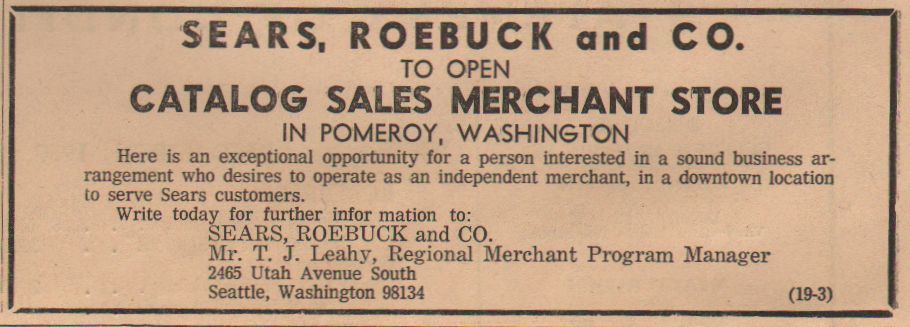 SEARS, ROEBUCK and CO.
TO OPEN
CATALOG SALES MERCHANT STORE
IN POMEROY, WASHINGTON
Here is an exceptional opportunity for a person interested in a sound business ar-
rangement who desires to operate as an independent merchant, in a downtown location
to serve Sears customers.
Write today for further infor mation to:
SEARS, ROEBUCK and CO.
Mr. T. J. Leahy, Regional Merchant Program Manager
2465 Utah Avenue South
Seattle, Washington 98134
(19-3)